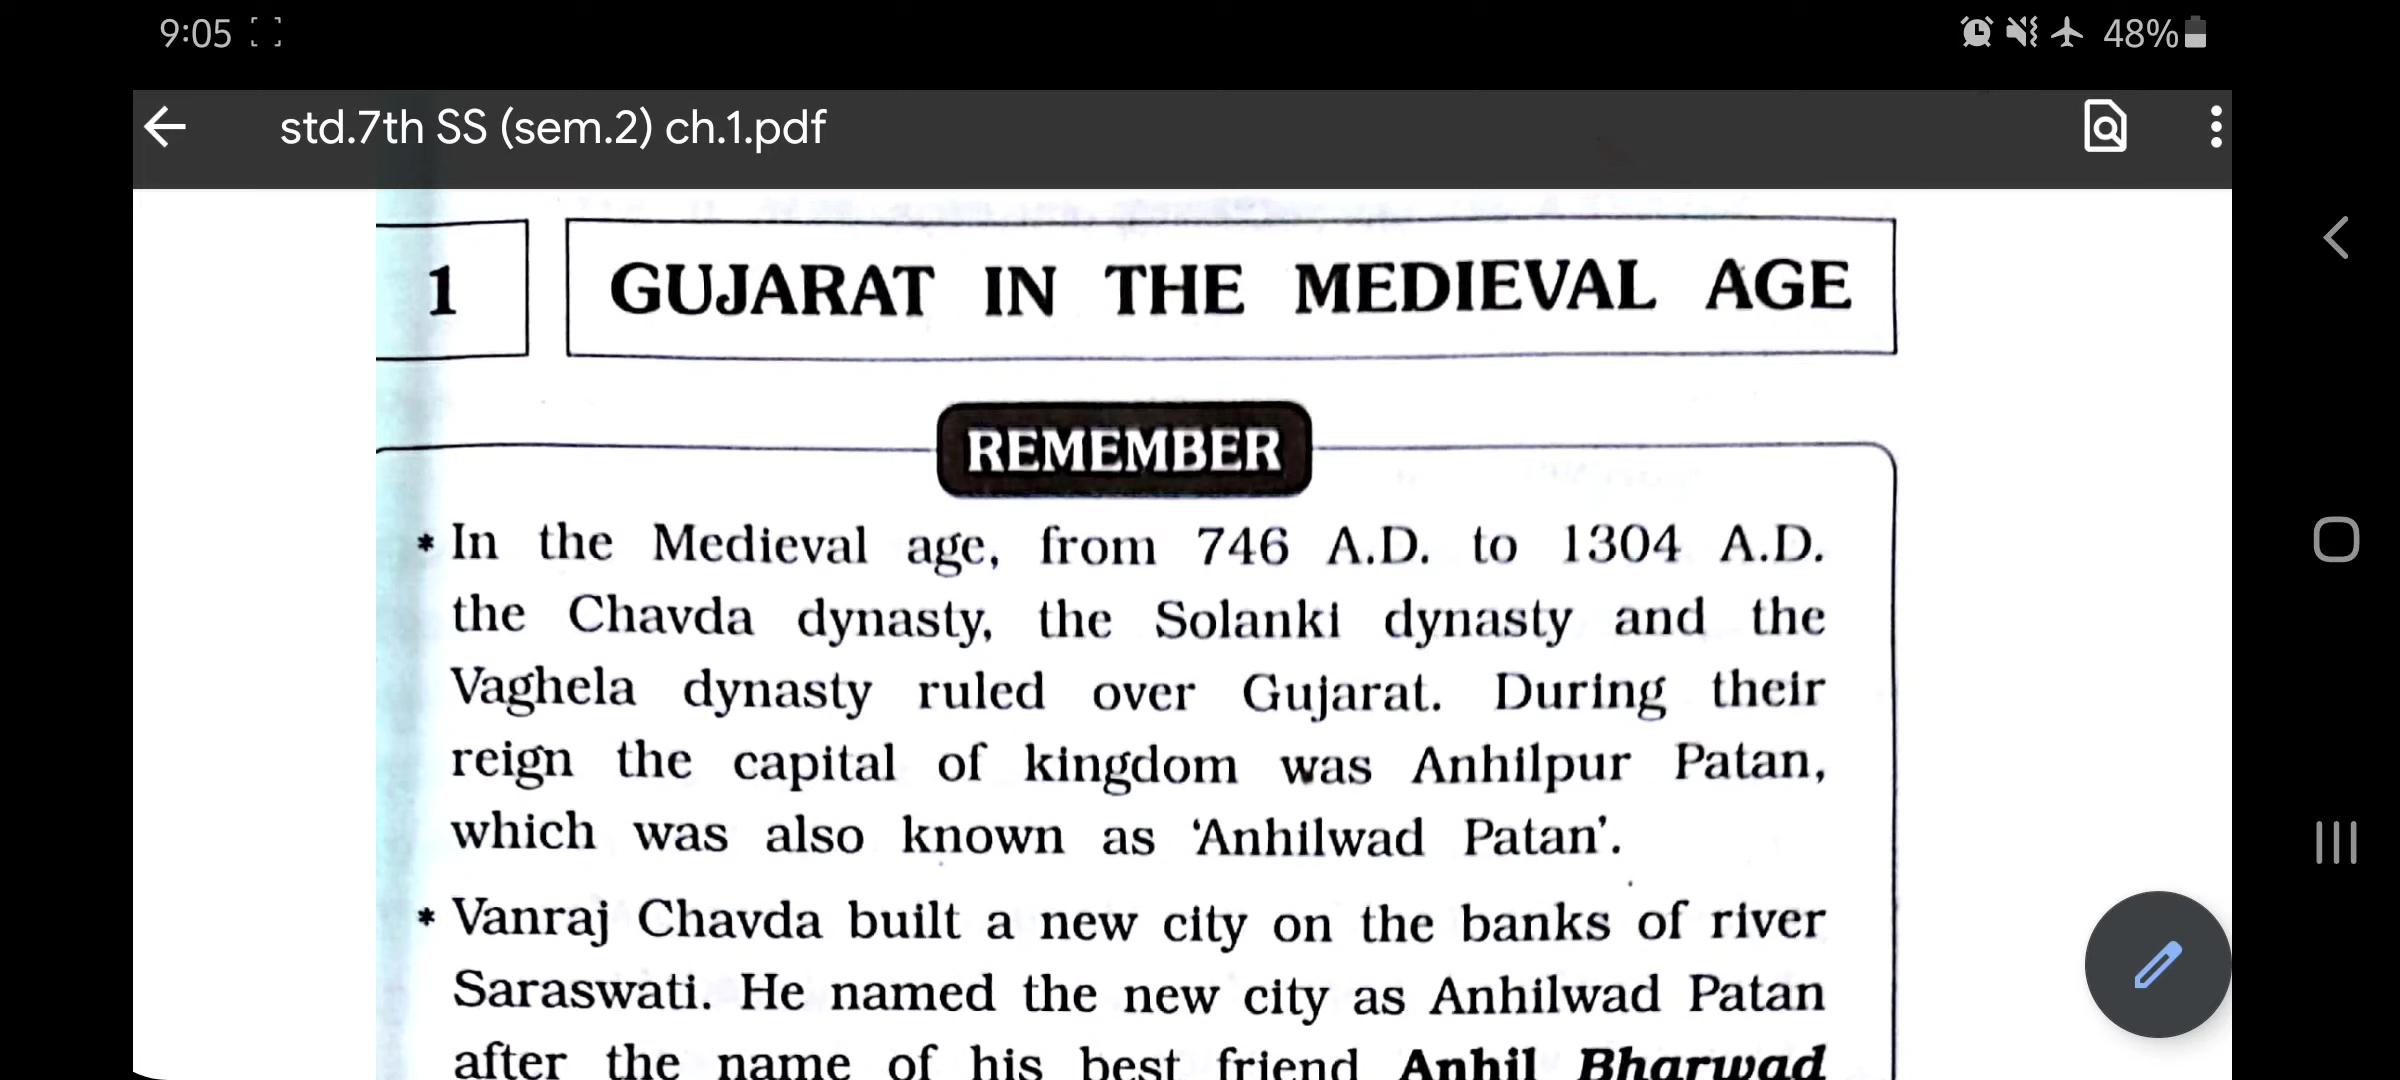 9:05
48%
std.7th SS (sem.2) ch.1.pdf
1
GUJARAT IN THE MEDIEVAL AGE
REMEMBER
* In the Medieval age, from 746 A.D. to 1304 A.D.
the Chavda dynasty, the Solanki dynasty and the
Vaghela dynasty ruled over Gujarat. During their
reign the capital of kingdom was Anhilpur Patan,
which was also known as ‘Anhilwad Patan’.
* Vanraj Chavda built a new city on the banks of river
Saraswati. He named the new city as Anhilwad Patan
after the name of his best friend Anhil Bharwad